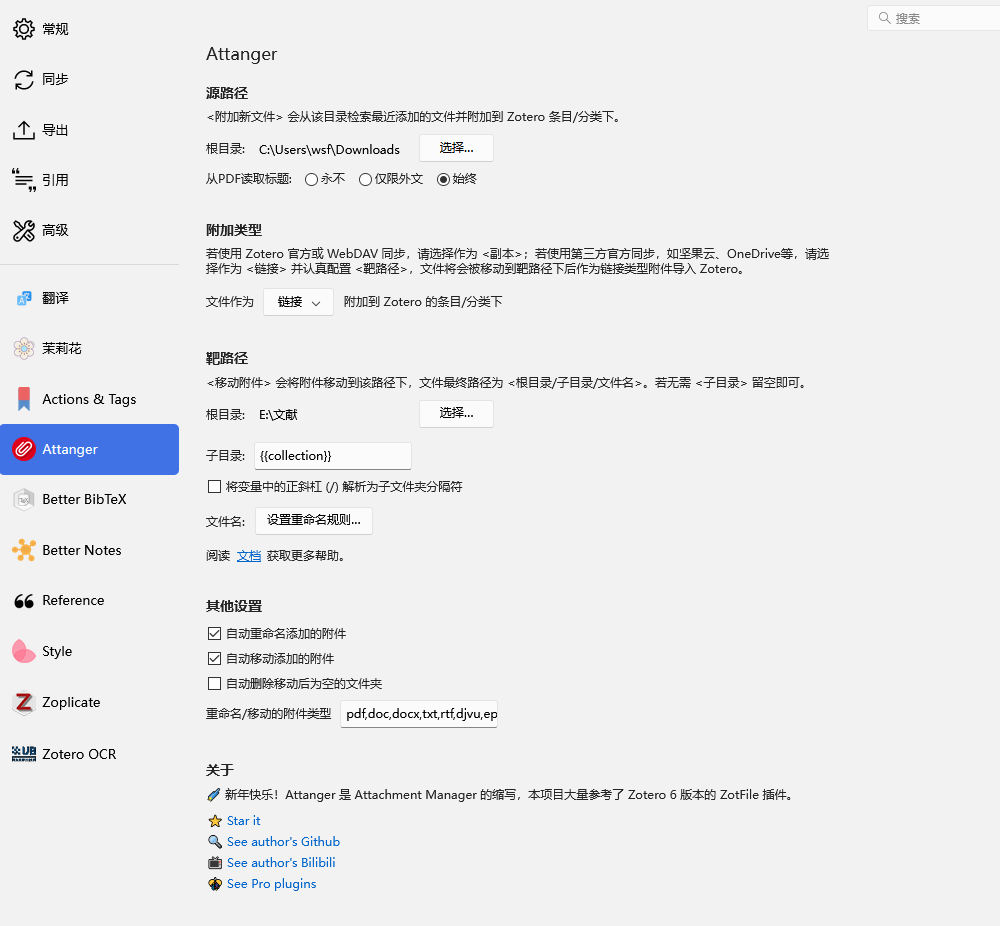 常规
同步
导出
引用
高级
翻译
茉莉花
Actions & Tags
Attanger
Better BibTeX
Better Notes
Reference
Style
Zoplicate
Zotero OCR
搜索
Attanger
源路径
<附加新文件> 会从该目录检索最近添加的文件并附加到 Zotero 条目/分类下。
根目录: C:\Users\wsf\Downloads 选择...
从PDF读取标题: 永不 仅限外文 始终
附加类型
若使用 Zotero 官方或 WebDAV 同步，请选择作为 <副本>；若使用第三方官方同步，如坚果云、OneDrive等，请选
择作为 <链接> 并认真配置 <靶路径>，文件将会被移动到靶路径下后作为链接类型附件导入 Zotero。
文件作为 链接 附加到 Zotero 的条目/分类下
靶路径
<移动附件> 会将附件移动到该路径下，文件最终路径为 <根目录/子目录/文件名>。若无需 <子目录> 留空即可。
根目录: E:\文献 选择...
子目录: {{collection}}
将变量中的正斜杠 (/) 解析为子文件夹分隔符
文件名: 设置重命名规则...
阅读 文档 获取更多帮助。
其他设置
自动重命名添加的附件
自动移动添加的附件
自动删除移动后为空的文件夹
重命名/移动的附件类型 pdf,doc,docx,txt,rtf,djvu,ep
关于
新年快乐！Attanger 是 Attachment Manager 的缩写，本项目大量参考了 Zotero 6 版本的 ZotFile 插件。
Star it
See author's Github
See author's Bilibili
See Pro plugins